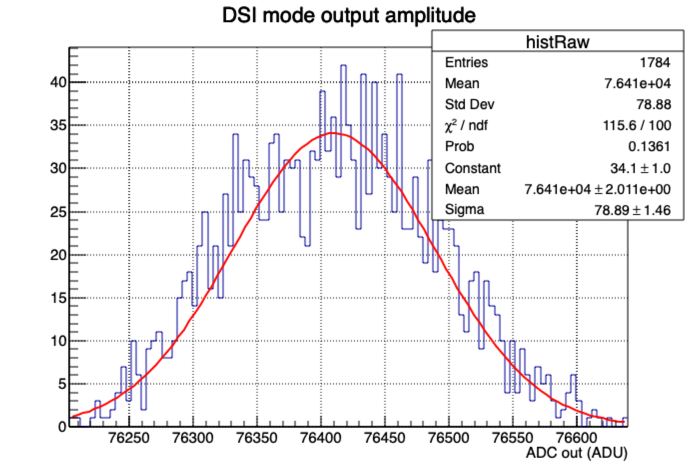 DSI mode output amplitude
histRaw
Entries 1784
Mean 7.641e+04
Std Dev 78.88
χ² / ndf 115.6 / 100
Prob 0.1361
Constant 34.1 ± 1.0
Mean 7.641e+04 ± 2.011e+00
Sigma 78.89 ± 1.46
40
35
30
25
20
15
10
5
0
76250 76300 76350 76400 76450 76500 76550 76600
ADC out (ADU)